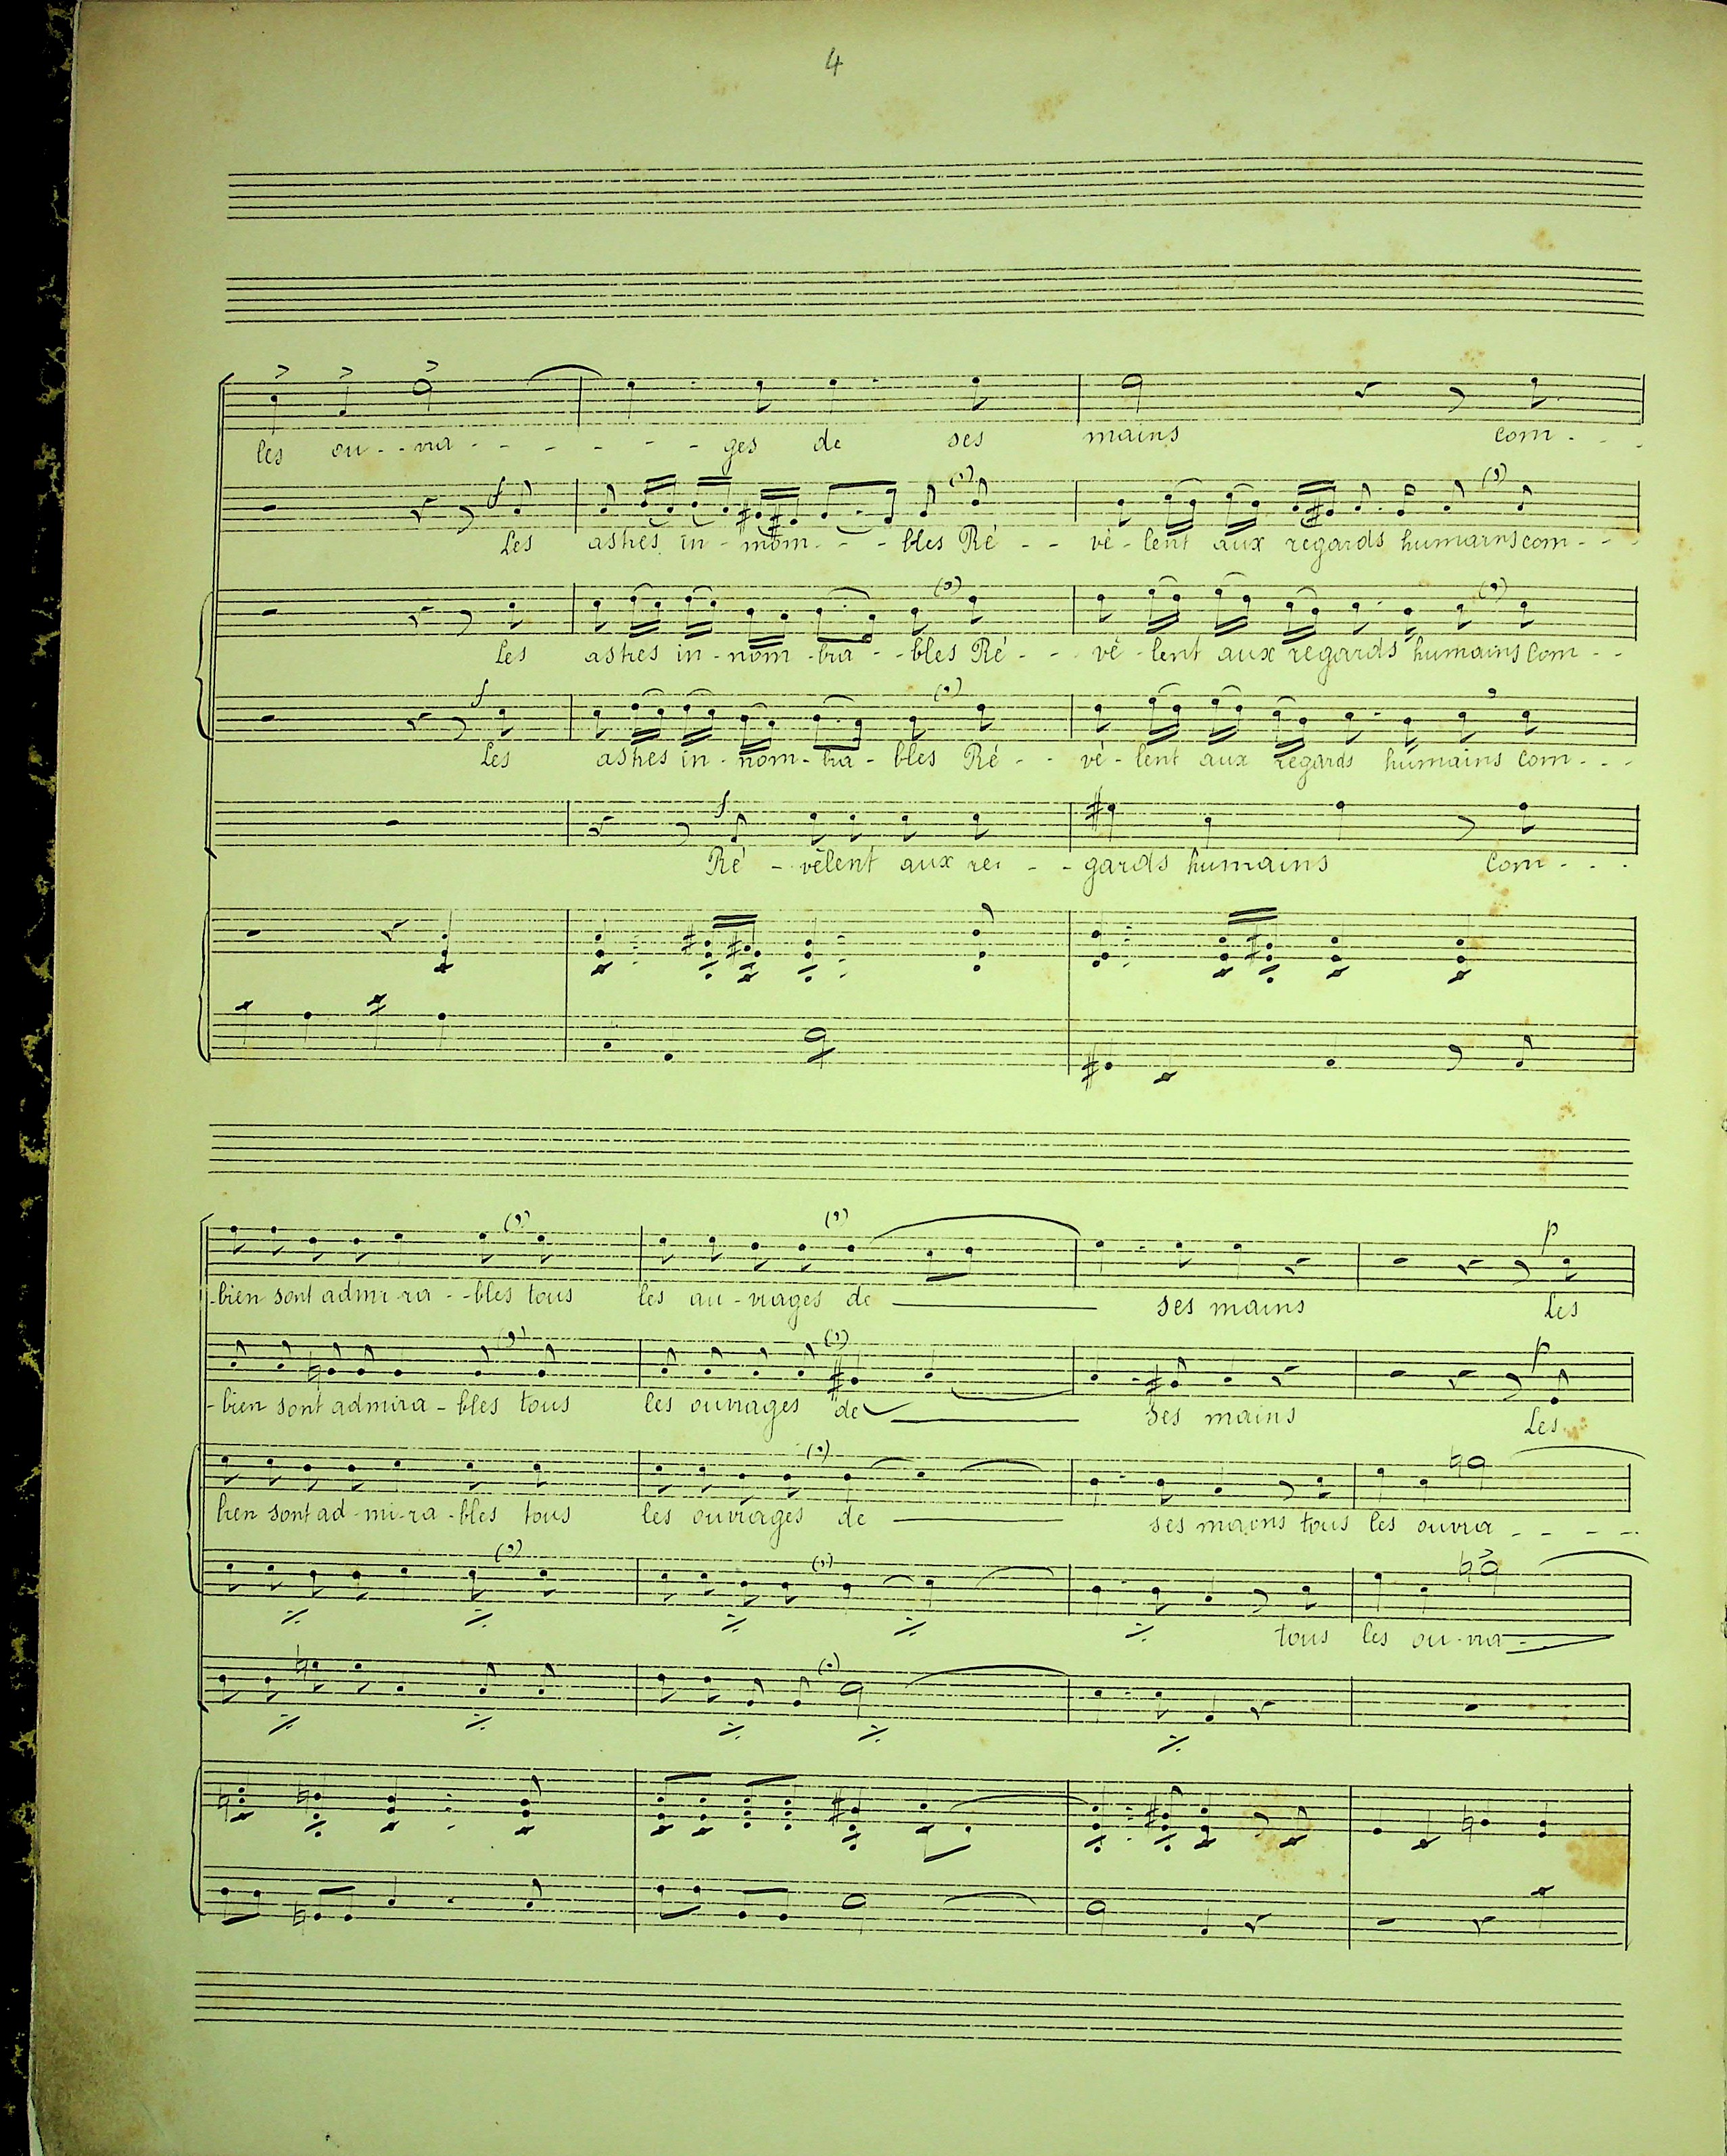 4
les ou - - vra - - - - - - ges de ses mains com - - -
f
Les astres in - nom - - - bles Ré - - vè - lent aux regards humains com - - -
Les astres in - nom - bra - - bles Ré - - vè - lent aux regards humains com - -
f
Les astres in - nom - bra - bles Ré - - vè - lent aux regards humains com - - -
f
Ré - vèlent aux re - - gards humains com - - -
p
- bien sont admi - ra - - bles tous les ou - vrages de ses mains Les
p
- bien sont admira - bles tous les ouvrages de ses mains Les
bien sont ad - mi - ra - bles tous les ouvrages de ses mains tous les ouvra - - - -
tous les ou - vra -